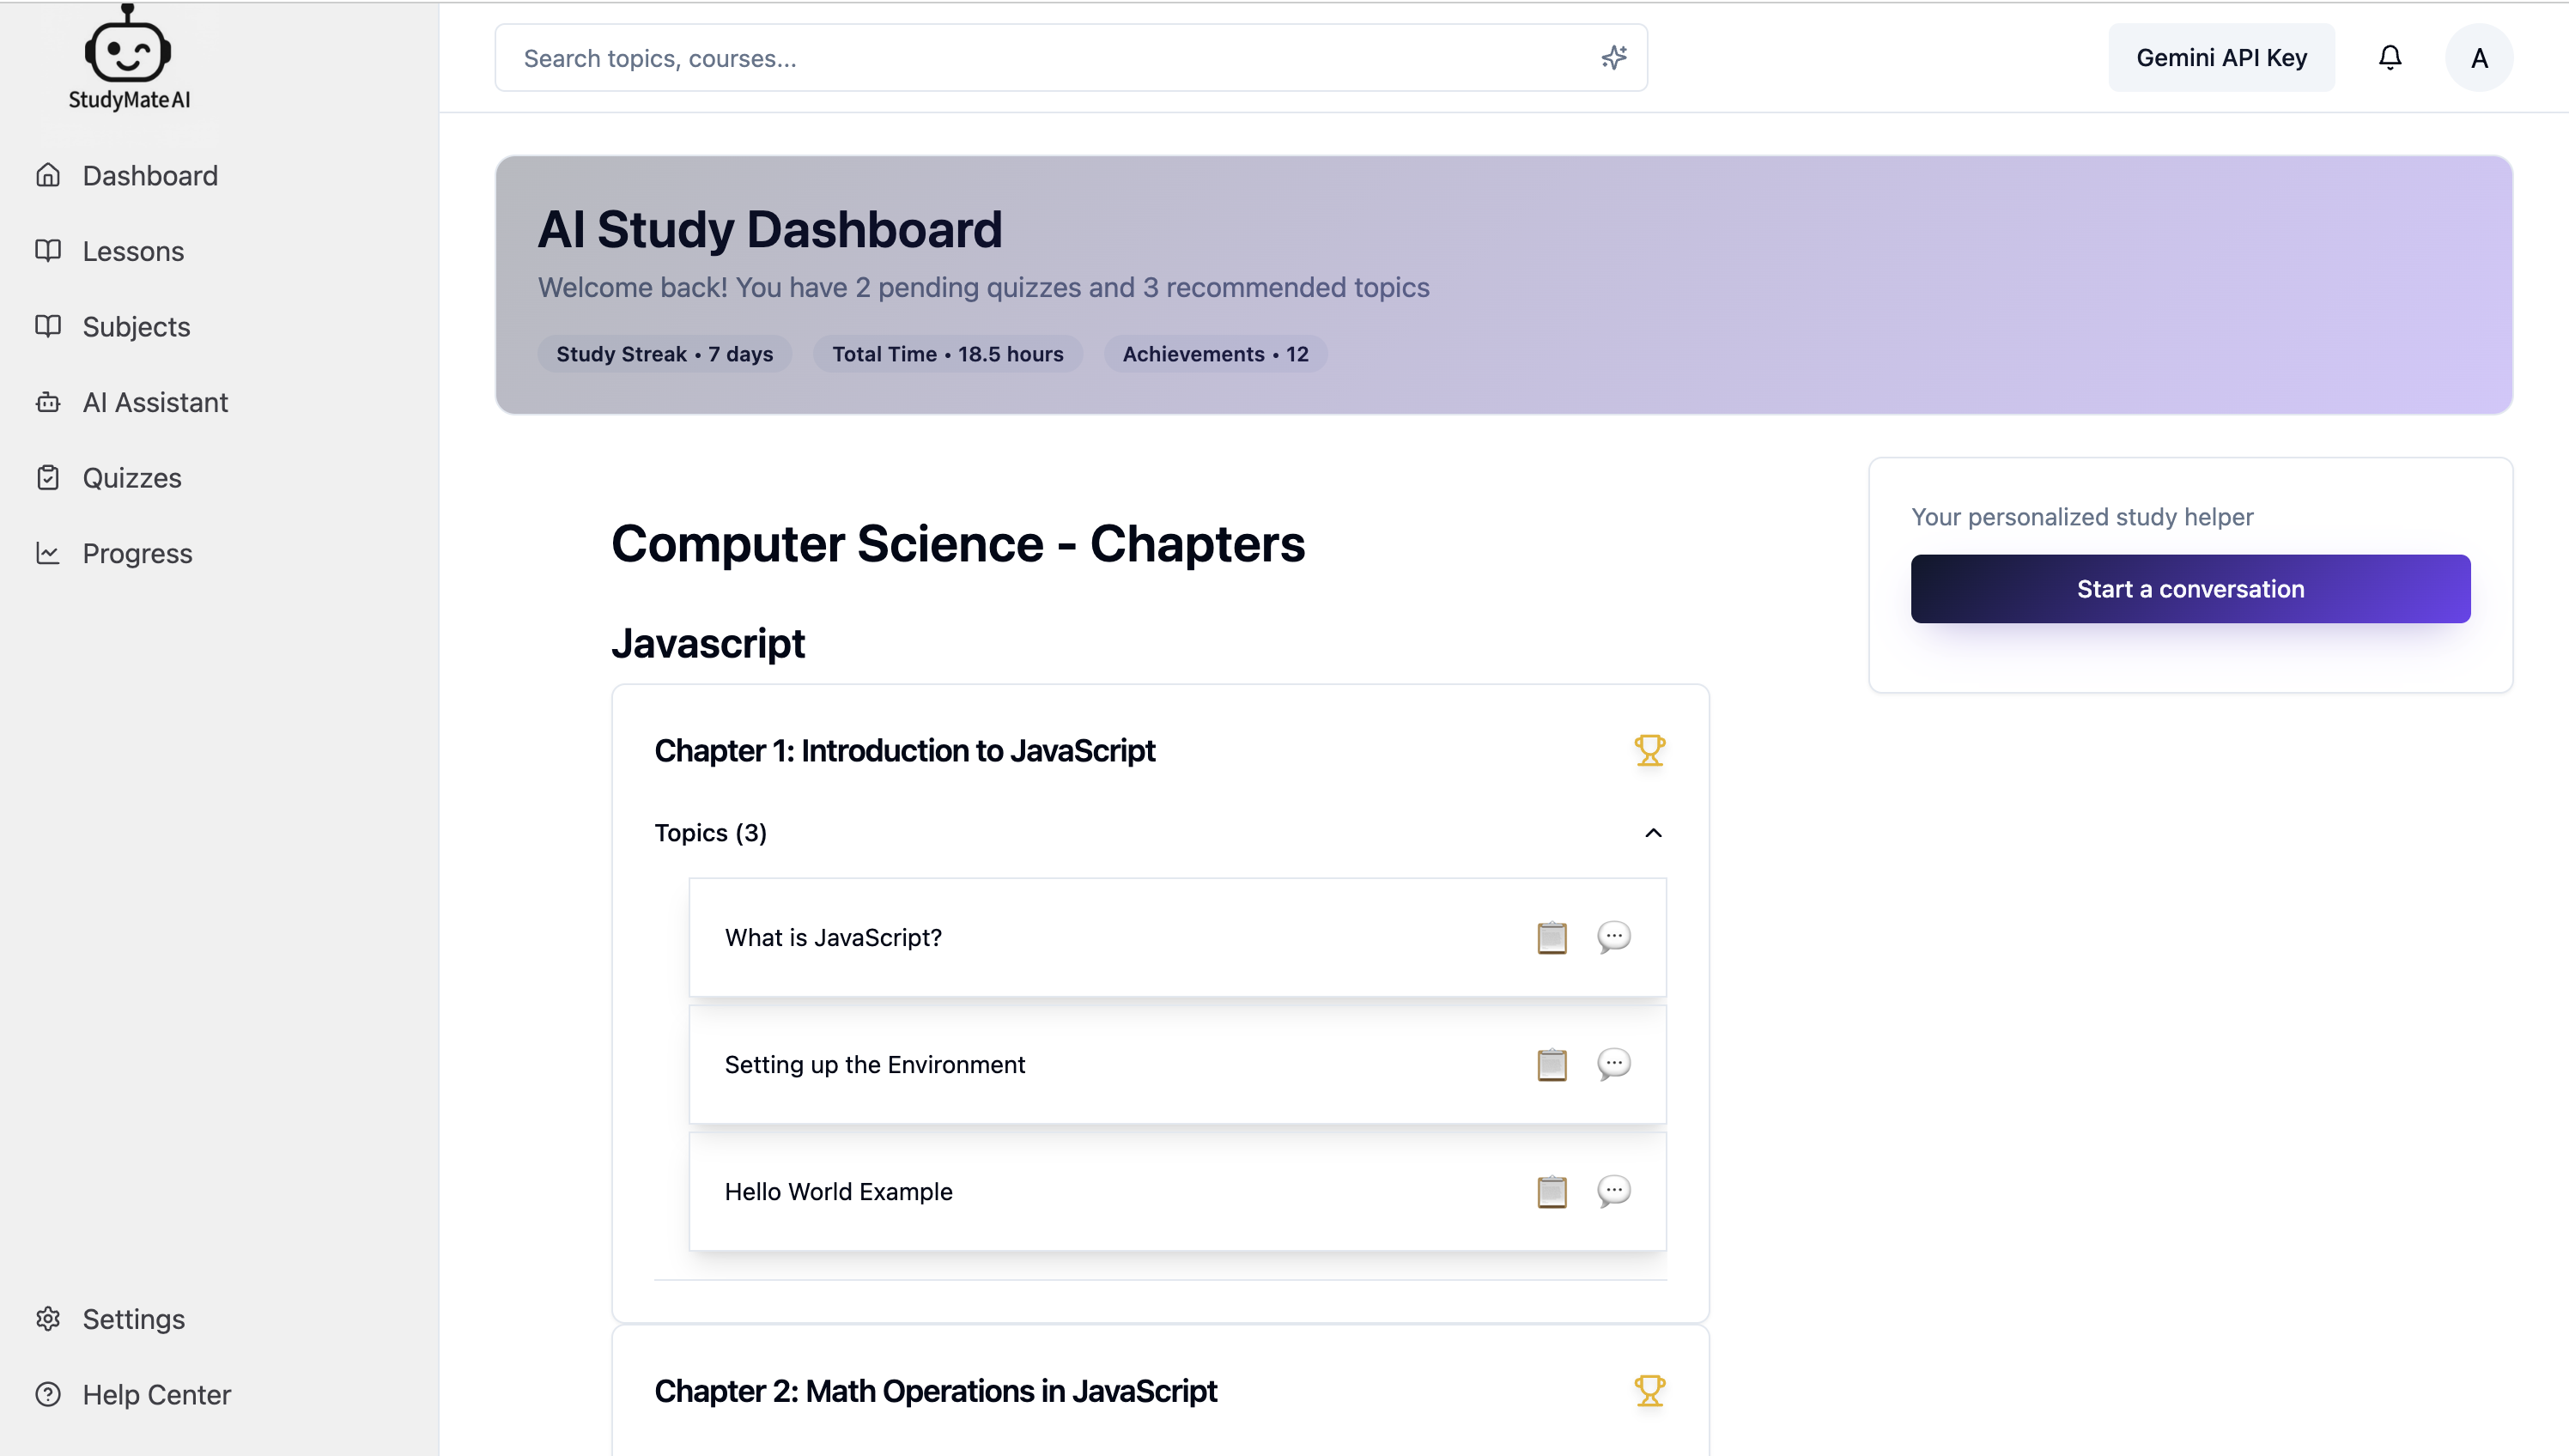 StudyMateAI
Dashboard
Lessons
Subjects
AI Assistant
Quizzes
Progress
Settings
Help Center
Search topics, courses...
Gemini API Key
A
AI Study Dashboard
Welcome back! You have 2 pending quizzes and 3 recommended topics
Study Streak • 7 days
Total Time • 18.5 hours
Achievements • 12
Computer Science - Chapters
Javascript
Chapter 1: Introduction to JavaScript
Topics (3)
What is JavaScript?
Setting up the Environment
Hello World Example
Chapter 2: Math Operations in JavaScript
Your personalized study helper
Start a conversation